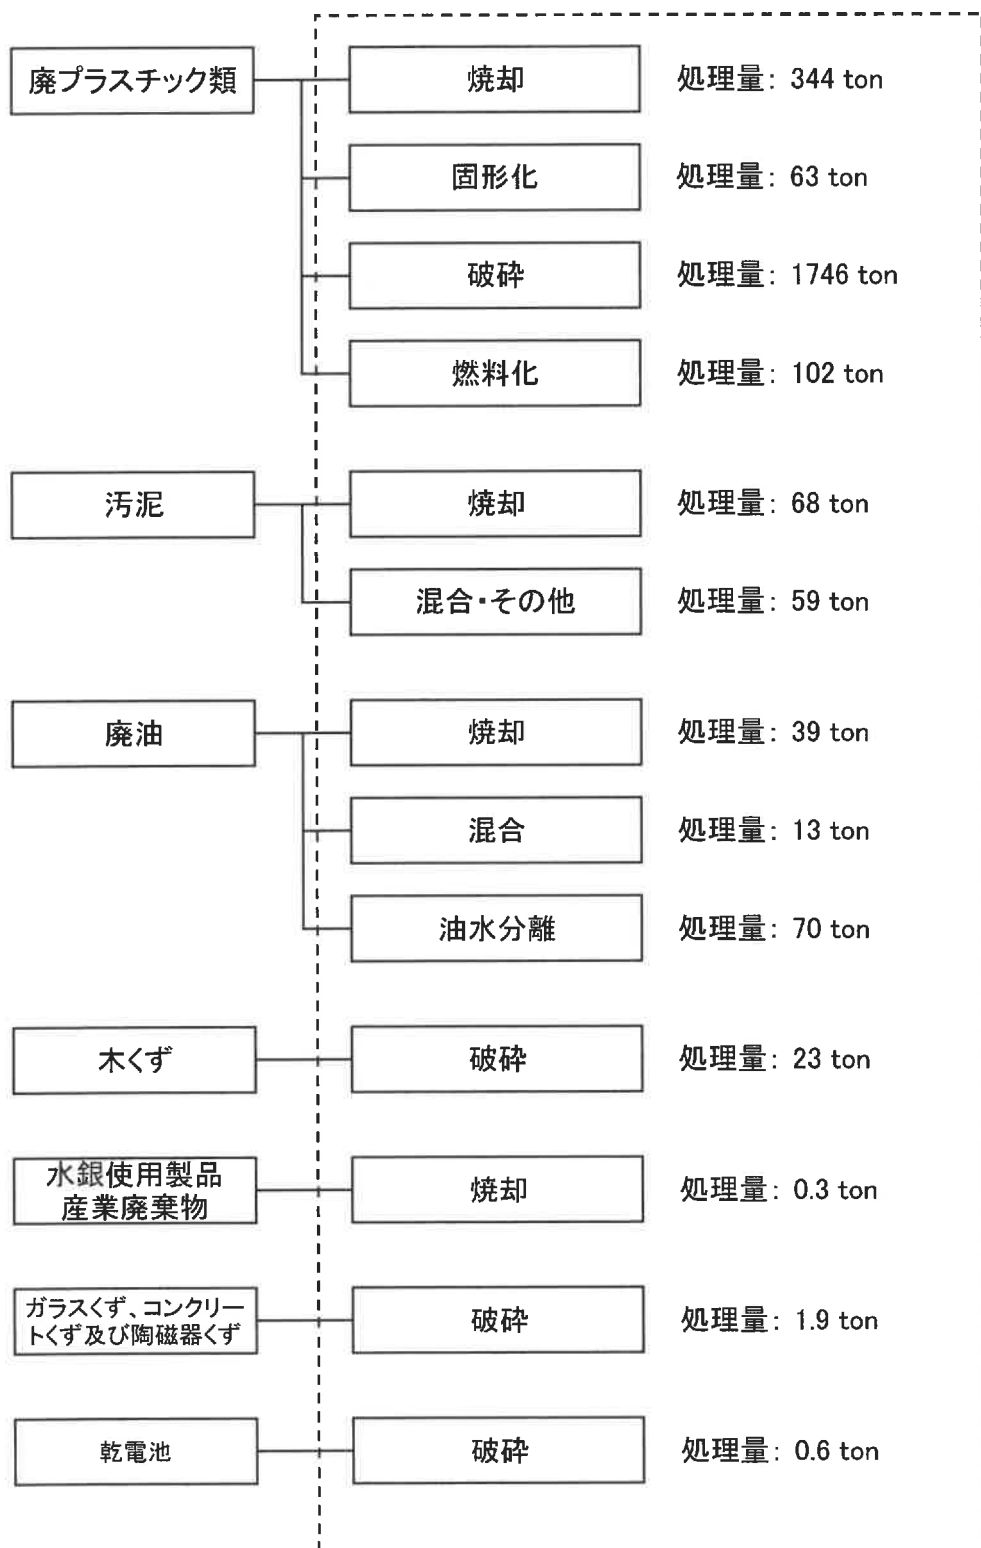 廃プラスチック類
焼却
処理量: 344 ton
固形化
処理量: 63 ton
破砕
処理量: 1746 ton
燃料化
処理量: 102 ton
汚泥
焼却
処理量: 68 ton
混合・その他
処理量: 59 ton
廃油
焼却
処理量: 39 ton
混合
処理量: 13 ton
油水分離
処理量: 70 ton
木くず
破砕
処理量: 23 ton
水銀使用製品
産業廃棄物
焼却
処理量: 0.3 ton
ガラスくず、コンクリー
トくず及び陶磁器くず
破砕
処理量: 1.9 ton
乾電池
破砕
処理量: 0.6 ton